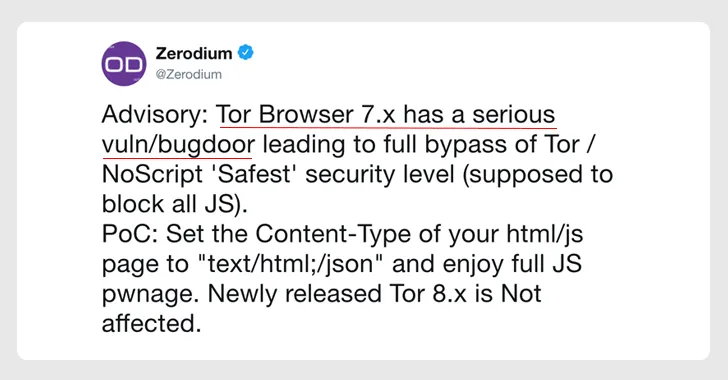 OD
Zerodium
@Zerodium
Advisory: Tor Browser 7.x has a serious
vuln/bugdoor leading to full bypass of Tor /
NoScript 'Safest' security level (supposed to
block all JS).
PoC: Set the Content-Type of your html/js
page to "text/html;/json" and enjoy full JS
pwnage. Newly released Tor 8.x is Not
affected.